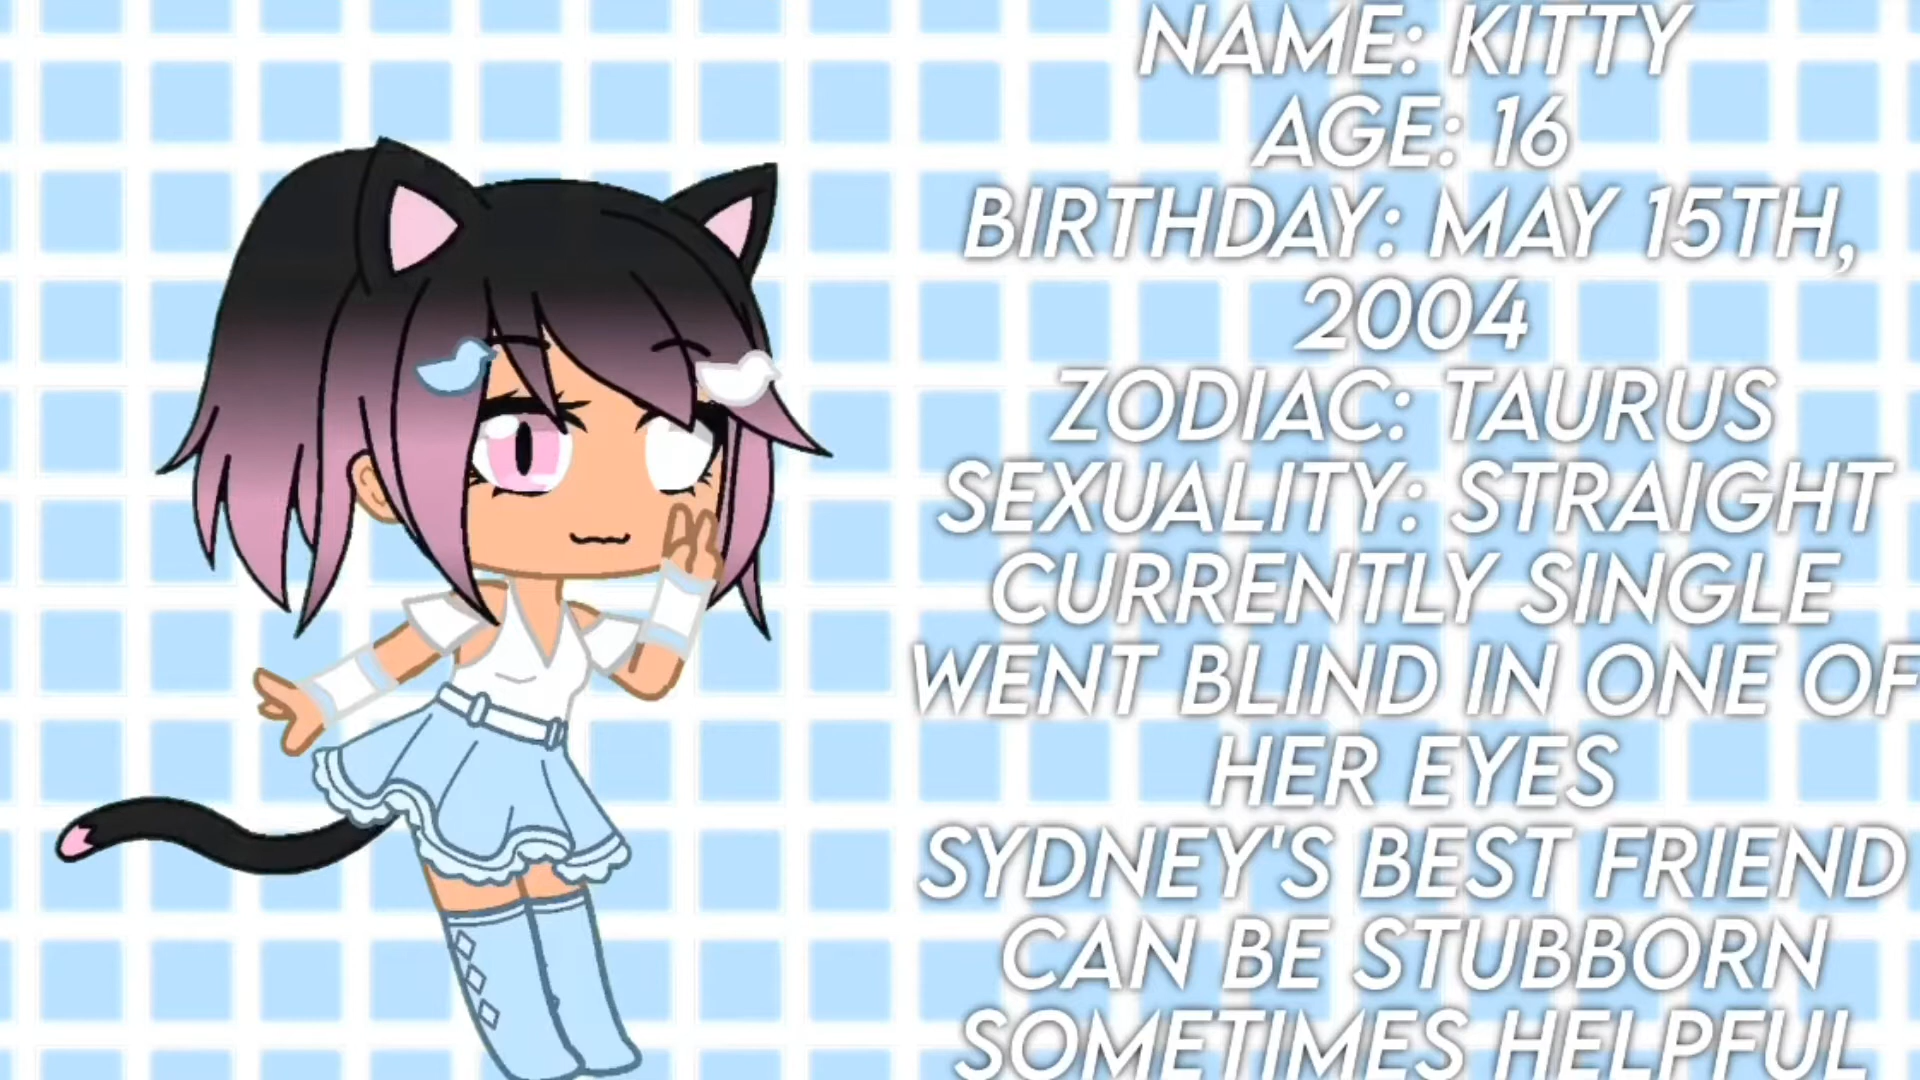 NAME: KITTY
AGE: 16
BIRTHDAY: MAY 15TH,
2004
ZODIAC: TAURUS
SEXUALITY: STRAIGHT
CURRENTLY SINGLE
WENT BLIND IN ONE OF
HER EYES
SYDNEY'S BEST FRIEND
CAN BE STUBBORN
SOMETIMES HELPFUL